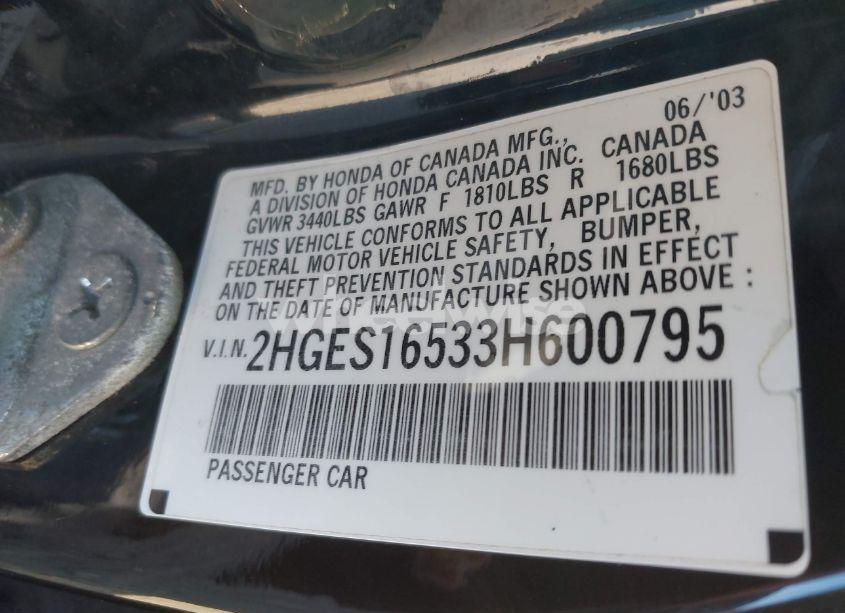 06/'03
MFD. BY HONDA OF CANADA MFG.,
A DIVISION OF HONDA CANADA INC. CANADA
GVWR 3440LBS GAWR F 1810LBS R 1680LBS
THIS VEHICLE CONFORMS TO ALL APPLICABLE
FEDERAL MOTOR VEHICLE SAFETY, BUMPER,
AND THEFT PREVENTION STANDARDS IN EFFECT
ON THE DATE OF MANUFACTURE SHOWN ABOVE :
wheelwise
V.I.N. 2HGES16533H600795
PASSENGER CAR